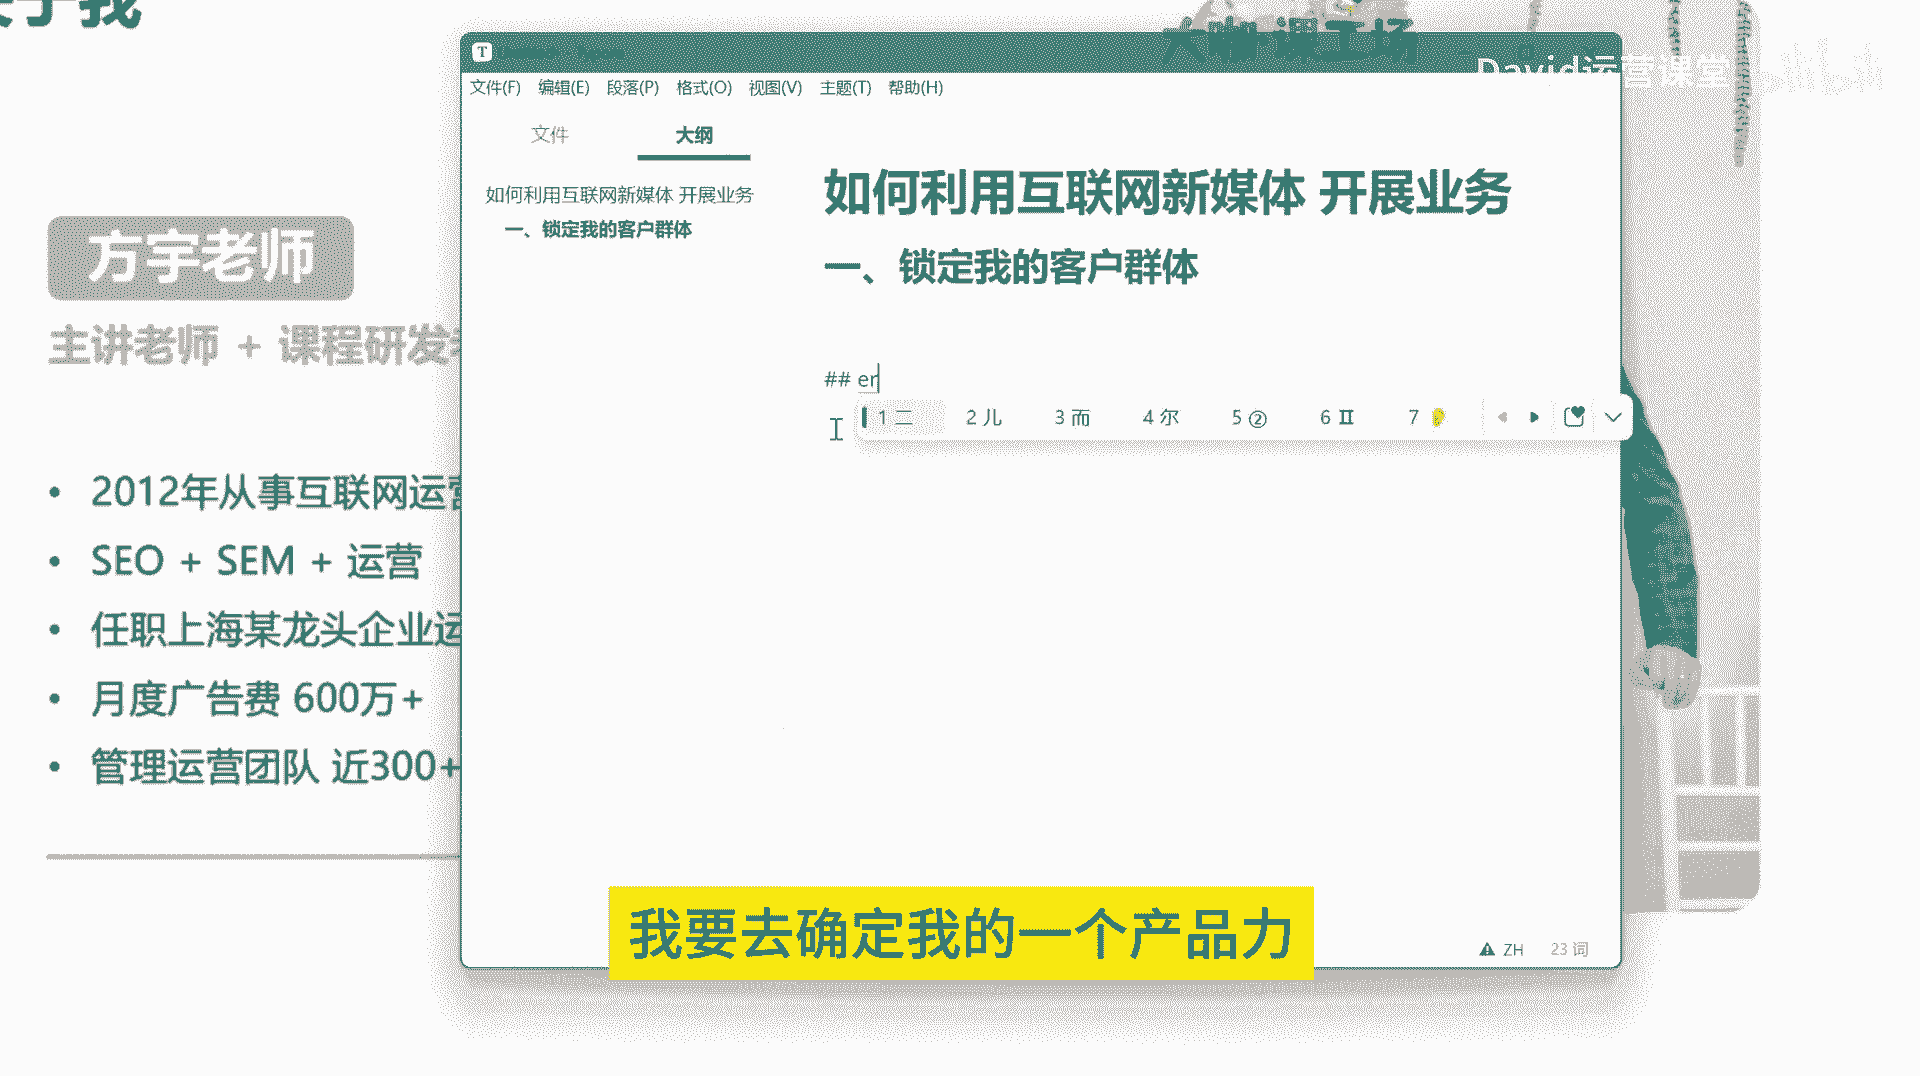 关于我
大咖·课工场
David运营课堂
bilibili
T
文件(F) 编辑(E) 段落(P) 格式(O) 视图(V) 主题(T) 帮助(H)
文件 大纲
如何利用互联网新媒体 开展业务
一、锁定我的客户群体
如何利用互联网新媒体 开展业务
一、锁定我的客户群体
## er
1 二 2 儿 3 而 4 尔 5 ② 6 Ⅱ 7
方宇老师
主讲老师 + 课程研发
• 2012年从事互联网运营
• SEO + SEM + 运营
• 任职上海某龙头企业运
• 月度广告费 600万+
• 管理运营团队 近300+
我要去确定我的一个产品力
ZH 23 词